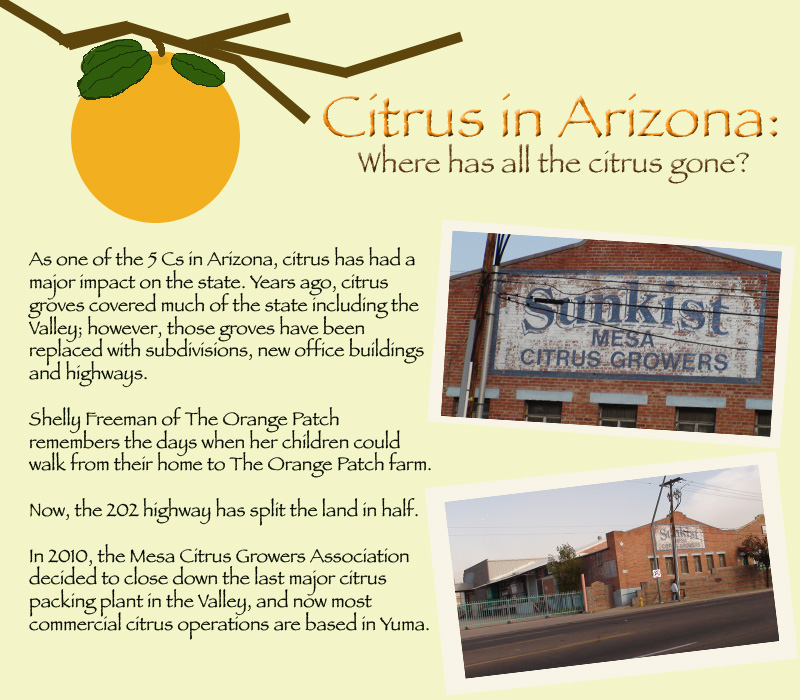 Citrus in Arizona:
Where has all the citrus gone?
As one of the 5 Cs in Arizona, citrus has had a
major impact on the state. Years ago, citrus
groves covered much of the state including the
Valley; however, those groves have been
replaced with subdivisions, new office buildings
and highways.
Shelly Freeman of The Orange Patch
remembers the days when her children could
walk from their home to The Orange Patch farm.
Now, the 202 highway has split the land in half.
In 2010, the Mesa Citrus Growers Association
decided to close down the last major citrus
packing plant in the Valley, and now most
commercial citrus operations are based in Yuma.
Sunkist
MESA
CITRUS GROWERS
Sunkist
MESA
CITRUS GROWERS